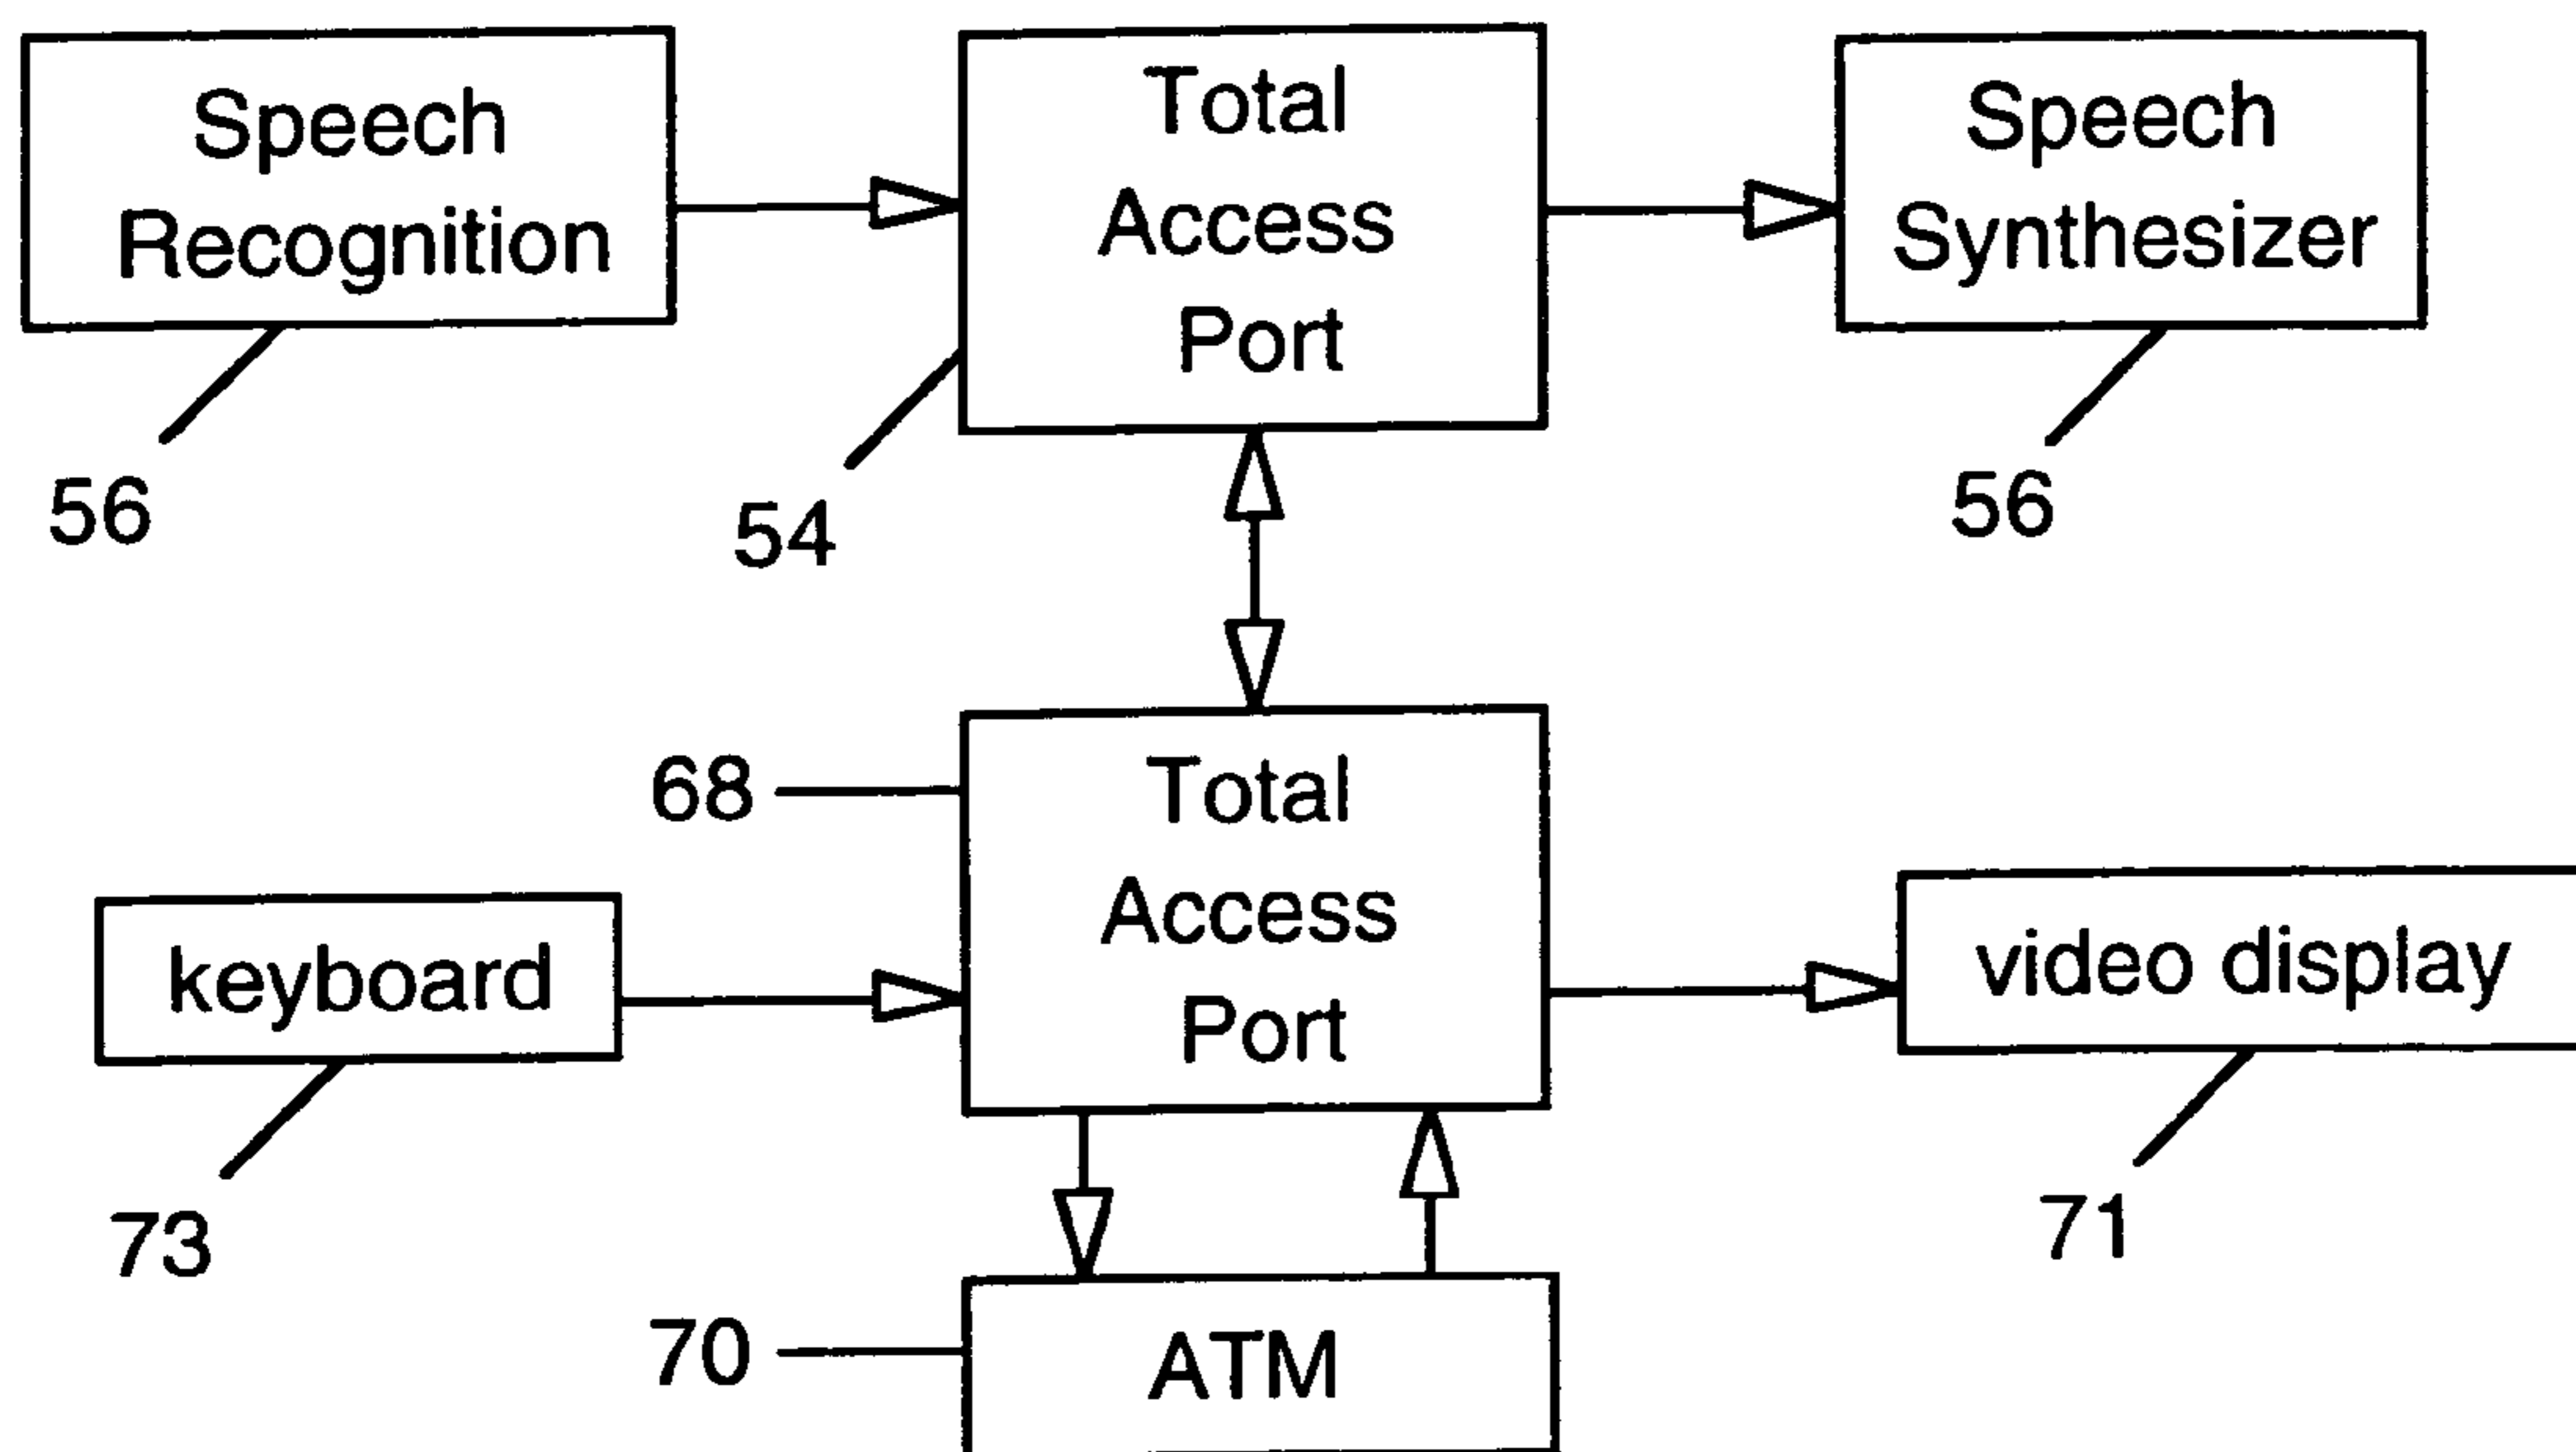 Speech
Recognition
Total
Access
Port
Speech
Synthesizer
56
54
56
68
Total
Access
Port
keyboard
video display
73
71
70
ATM